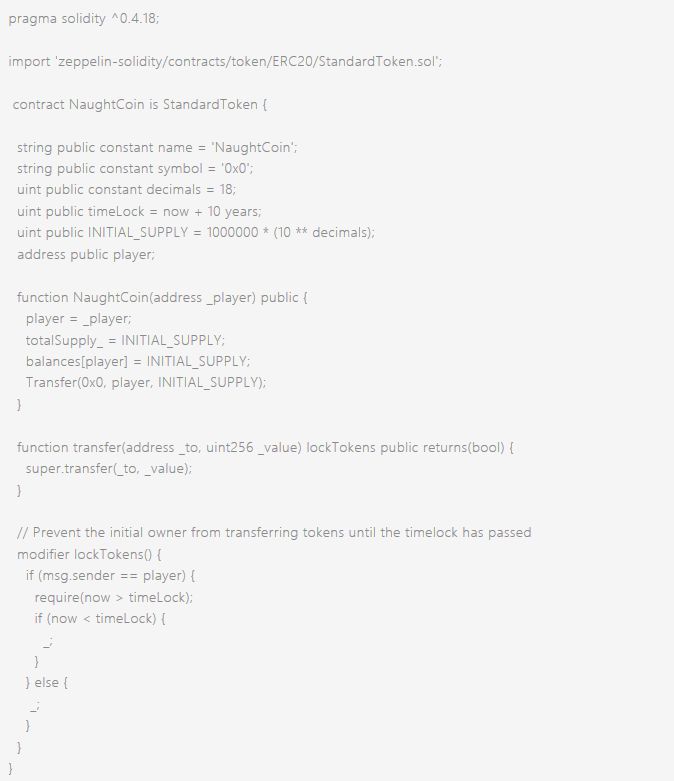 pragma solidity ^0.4.18;
import 'zeppelin-solidity/contracts/token/ERC20/StandardToken.sol';
contract NaughtCoin is StandardToken {
string public constant name = 'NaughtCoin';
string public constant symbol = '0x0';
uint public constant decimals = 18;
uint public timeLock = now + 10 years;
uint public INITIAL_SUPPLY = 1000000 * (10 ** decimals);
address public player;
function NaughtCoin(address _player) public {
player = _player;
totalSupply_ = INITIAL_SUPPLY;
balances[player] = INITIAL_SUPPLY;
Transfer(0x0, player, INITIAL_SUPPLY);
}
function transfer(address _to, uint256 _value) lockTokens public returns(bool) {
super.transfer(_to, _value);
}
// Prevent the initial owner from transferring tokens until the timelock has passed
modifier lockTokens() {
if (msg.sender == player) {
require(now > timeLock);
if (now < timeLock) {
_;
}
} else {
_;
}
}
}